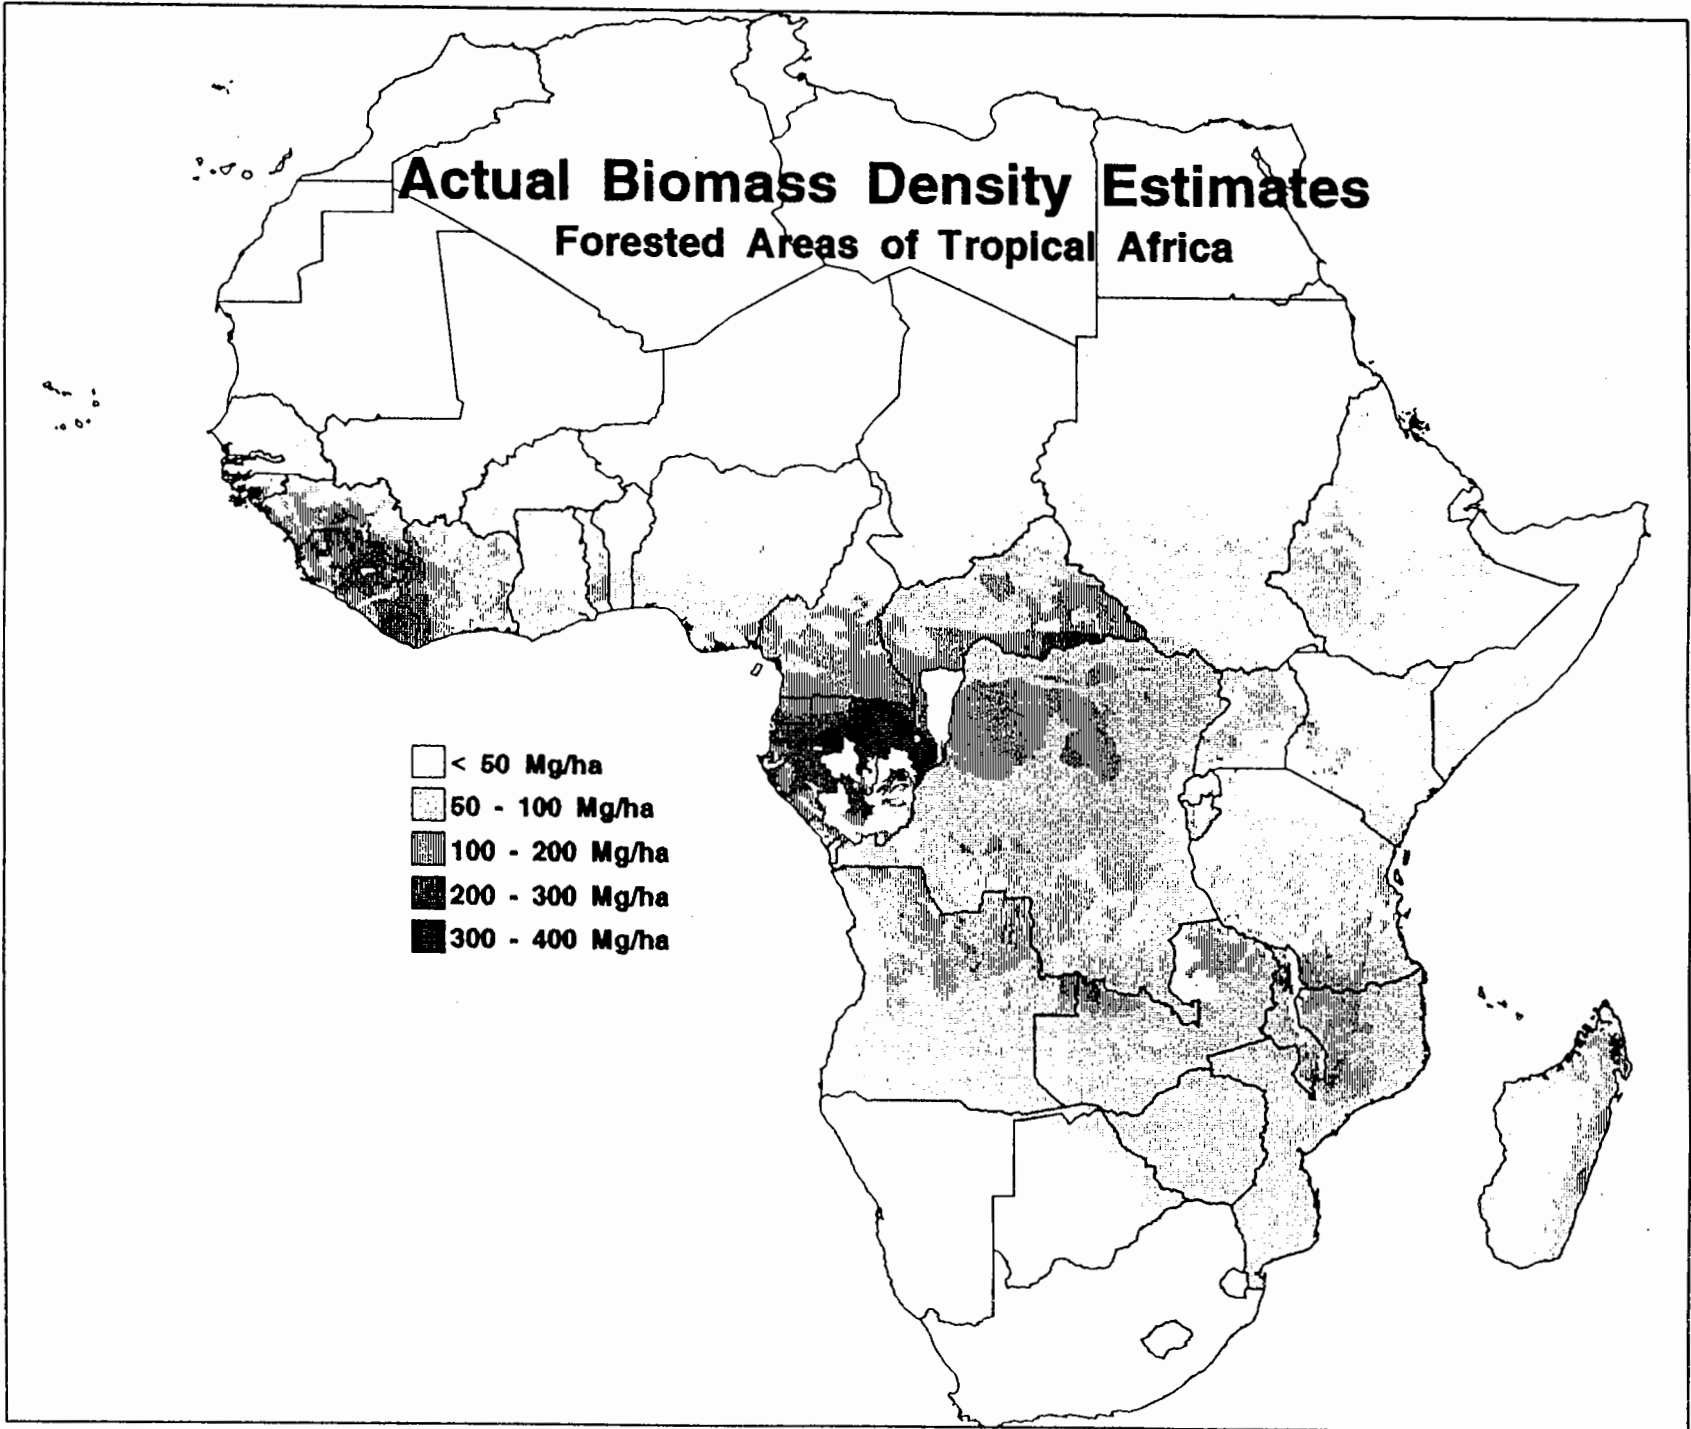 Actual Biomass Density Estimates
Forested Areas of Tropical Africa
< 50 Mg/ha
50 - 100 Mg/ha
100 - 200 Mg/ha
200 - 300 Mg/ha
300 - 400 Mg/ha